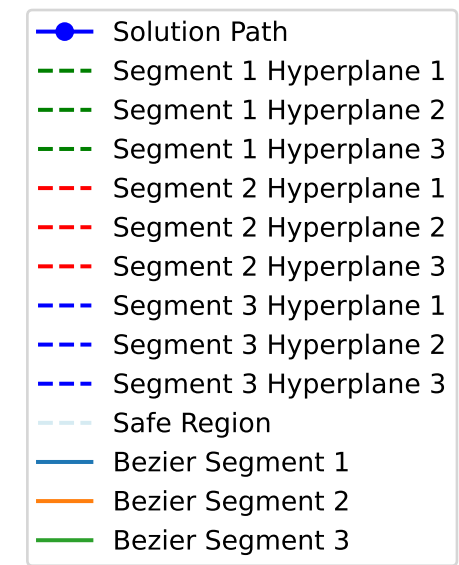 Solution Path
Segment 1 Hyperplane 1
Segment 1 Hyperplane 2
Segment 1 Hyperplane 3
Segment 2 Hyperplane 1
Segment 2 Hyperplane 2
Segment 2 Hyperplane 3
Segment 3 Hyperplane 1
Segment 3 Hyperplane 2
Segment 3 Hyperplane 3
Safe Region
Bezier Segment 1
Bezier Segment 2
Bezier Segment 3